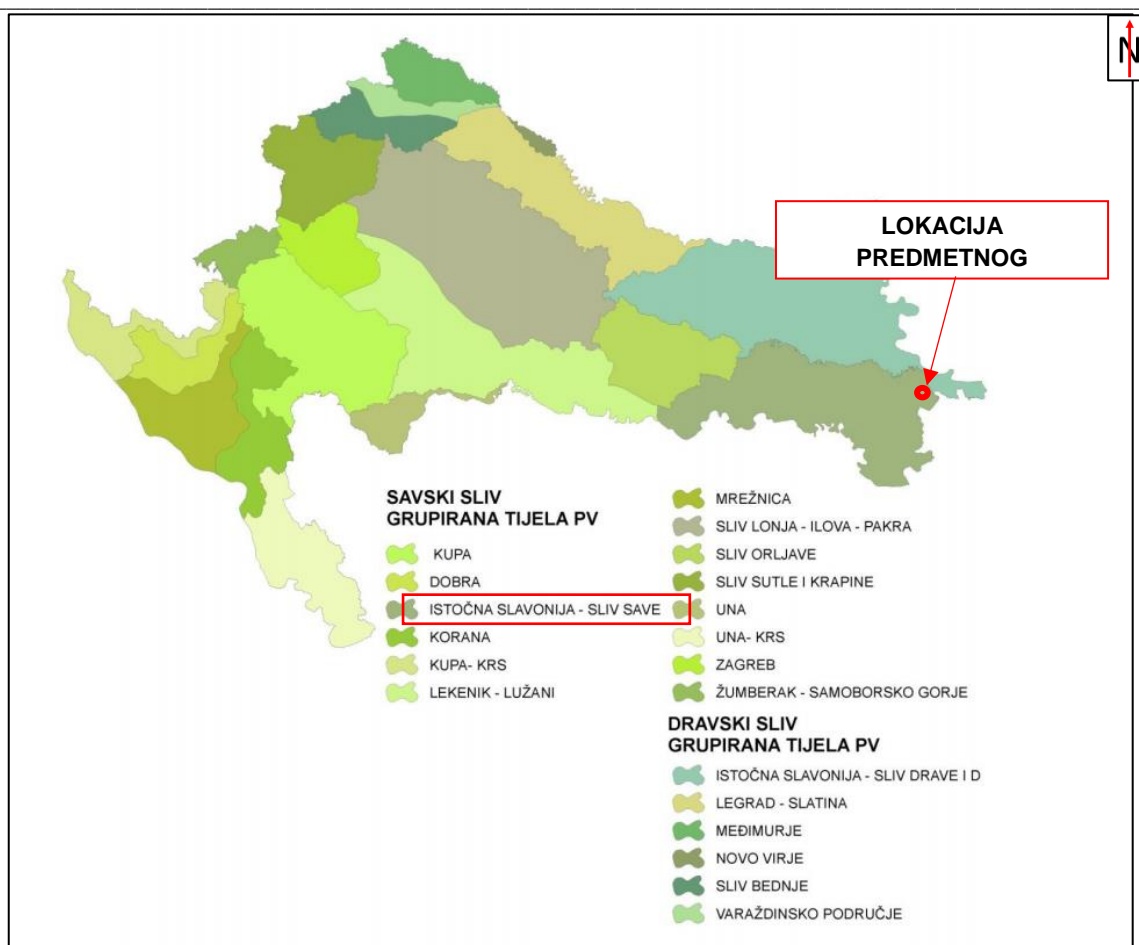 N
LOKACIJA
PREDMETNOG
SAVSKI SLIV
GRUPIRANA TIJELA PV
KUPA
DOBRA
ISTOČNA SLAVONIJA - SLIV SAVE
KORANA
KUPA- KRS
LEKENIK - LUŽANI
MREŽNICA
SLIV LONJA - ILOVA - PAKRA
SLIV ORLJAVE
SLIV SUTLE I KRAPINE
UNA
UNA- KRS
ZAGREB
ŽUMBERAK - SAMOBORSKO GORJE
DRAVSKI SLIV
GRUPIRANA TIJELA PV
ISTOČNA SLAVONIJA - SLIV DRAVE I D
LEGRAD - SLATINA
MEĐIMURJE
NOVO VIRJE
SLIV BEDNJE
VARAŽDINSKO PODRUČJE